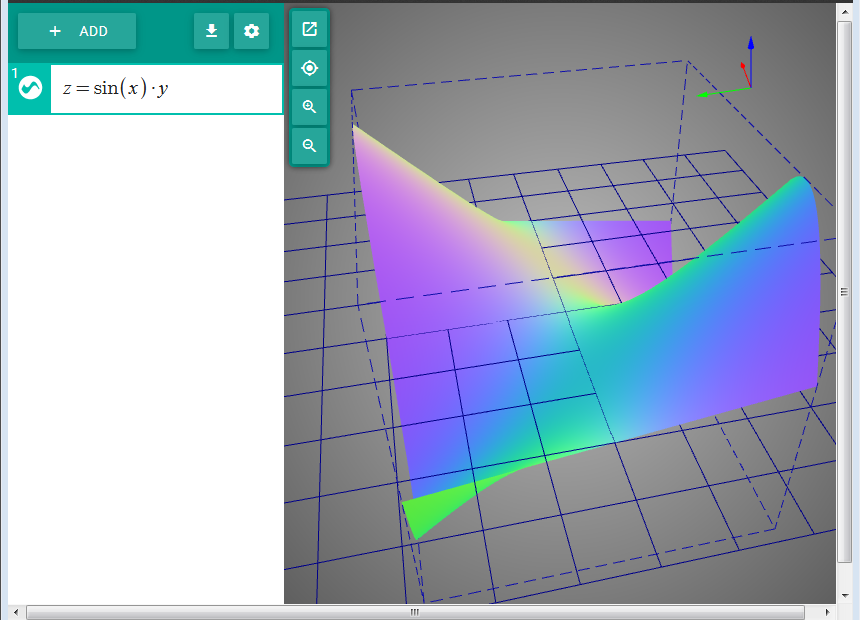 + ADD
1
z = sin(x) · y